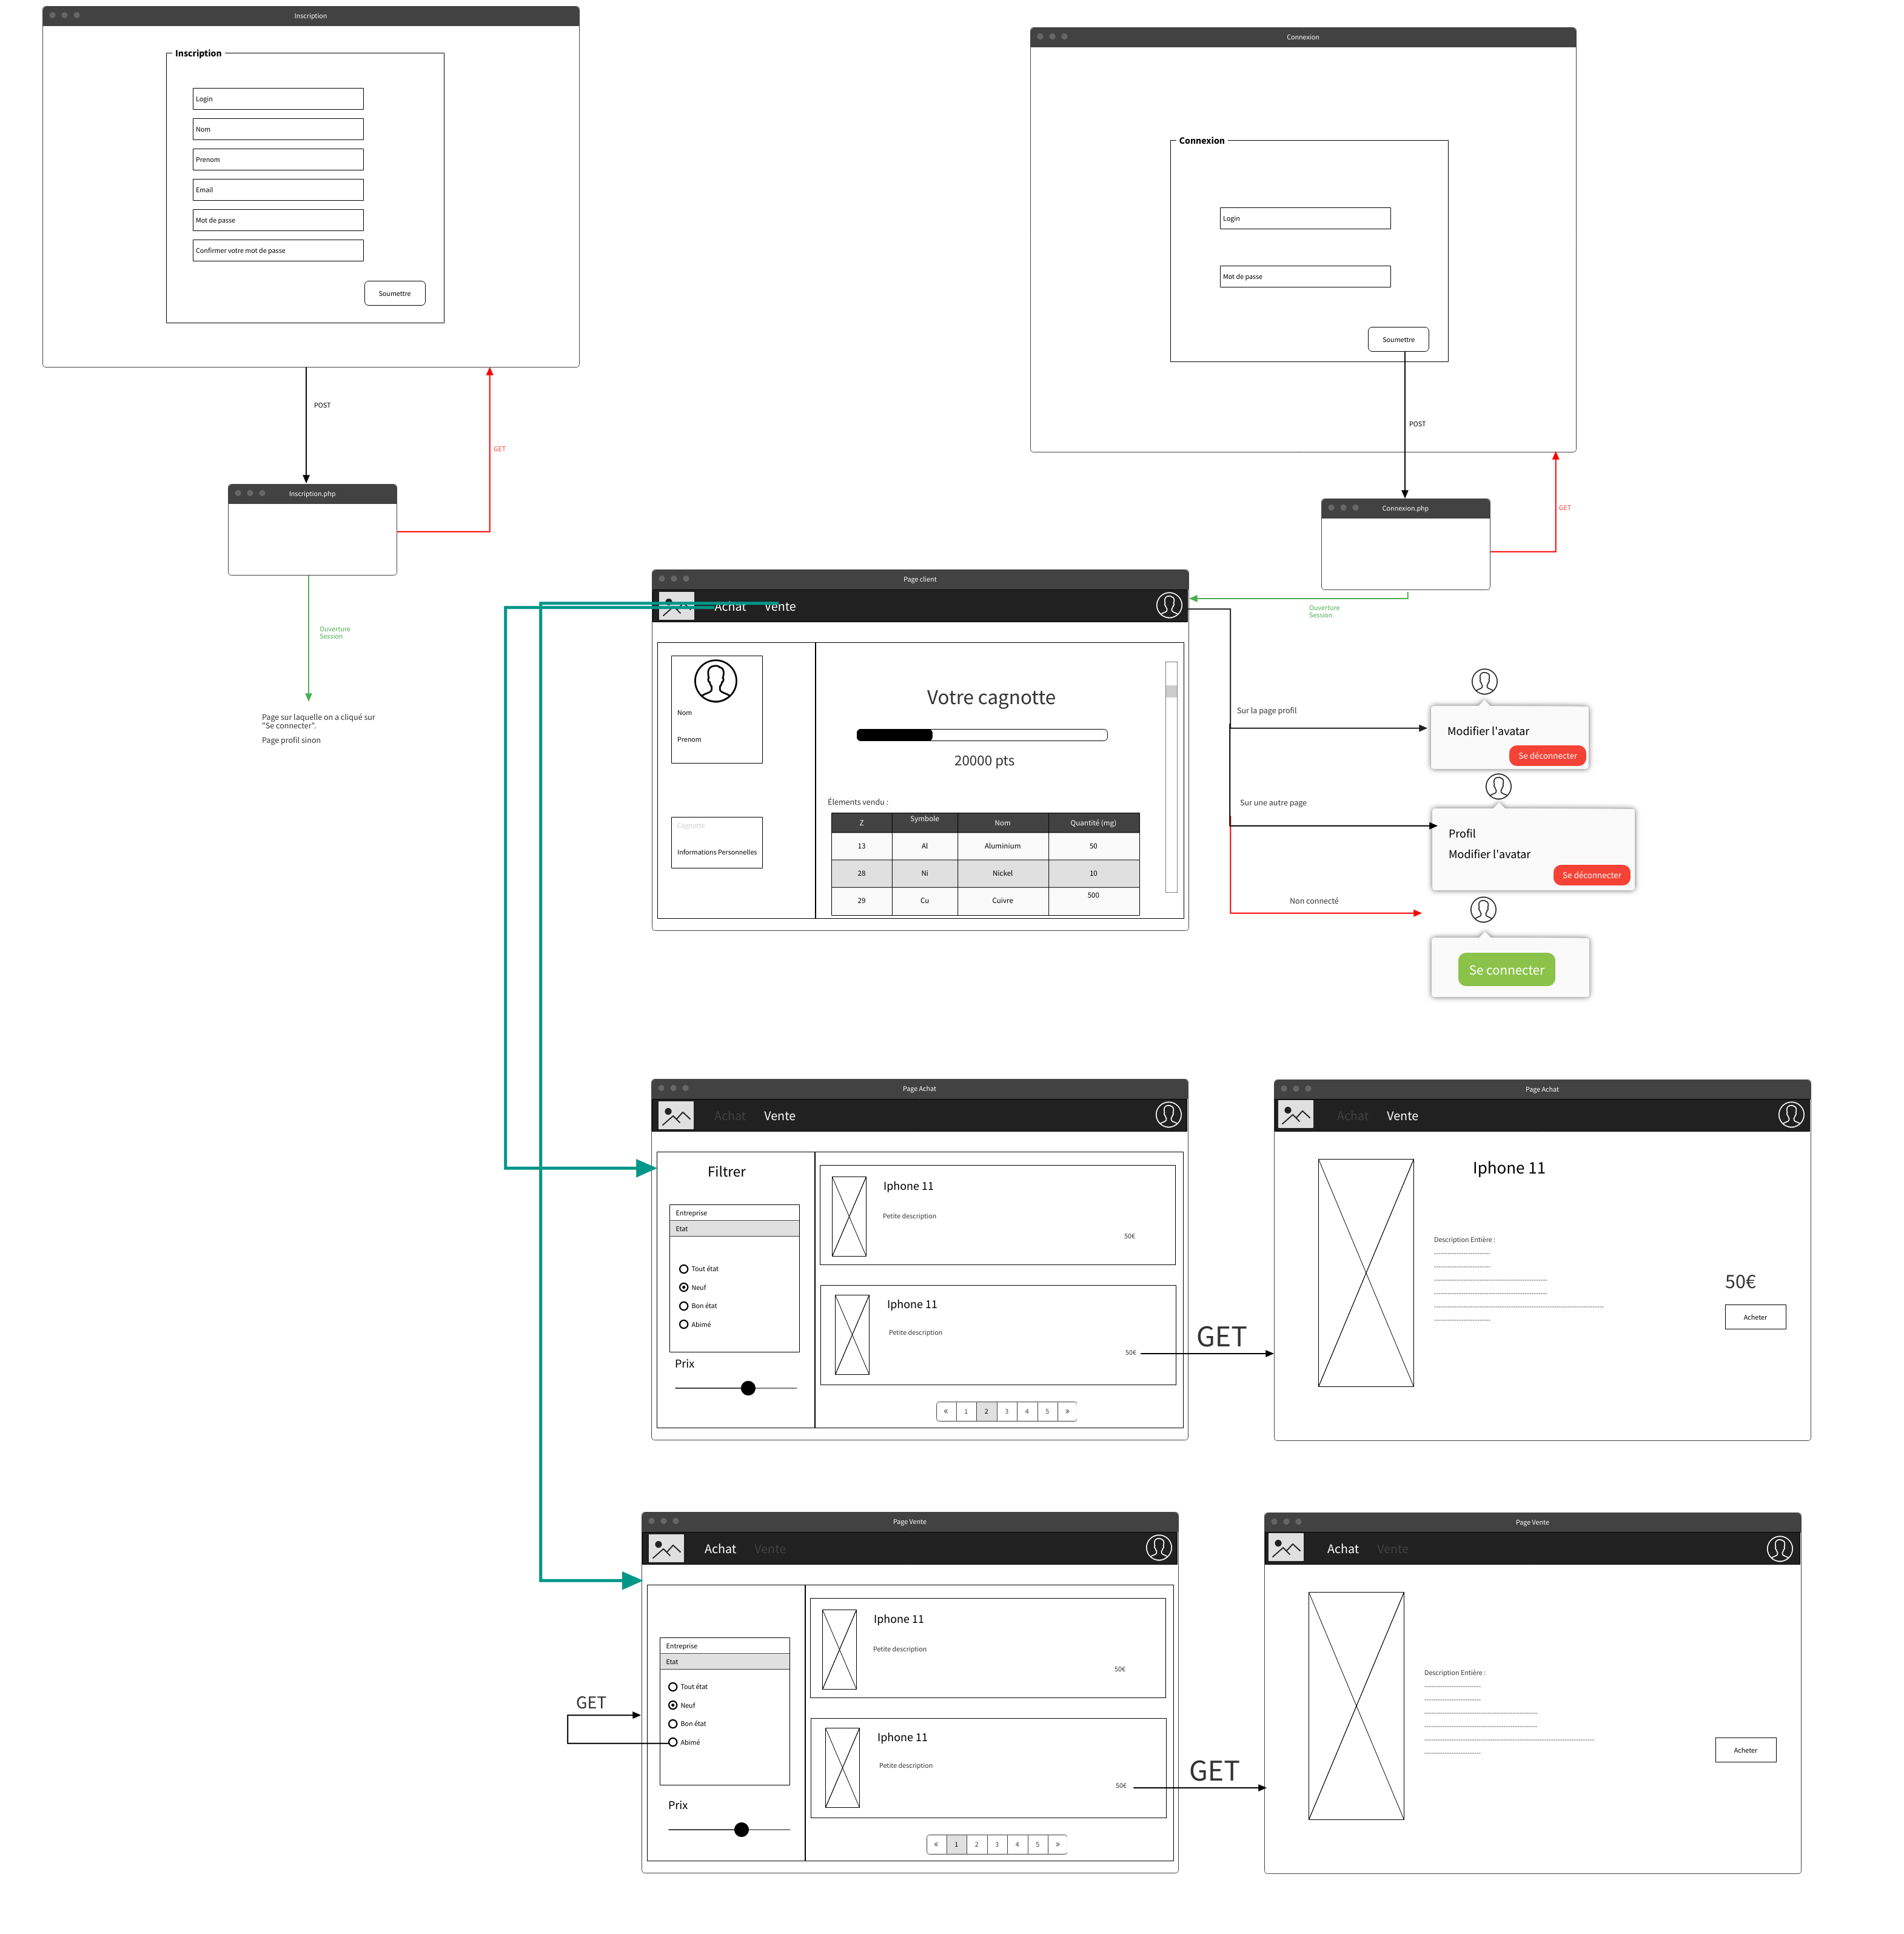 Inscription
Inscription
Login
Nom
Prenom
Email
Mot de passe
Confirmer votre mot de passe
Soumettre
POST
GET
Inscription.php
Ouverture
Session
Page sur laquelle on a cliqué sur
"Se connecter".
Page profil sinon
Connexion
Connexion
Login
Mot de passe
Soumettre
POST
GET
Connexion.php
Ouverture
Session
Page client
Achat Vente
Nom
Prenom
Cagnotte
Informations Personnelles
Votre cagnotte
20000 pts
Élements vendu :
Z Symbole Nom Quantité (mg)
13 Al Aluminium 50
28 Ni Nickel 10
29 Cu Cuivre 500
Sur la page profil
Modifier l'avatar
Se déconnecter
Sur une autre page
Profil
Modifier l'avatar
Se déconnecter
Non connecté
Se connecter
Page Achat
Achat Vente
Filtrer
Entreprise
Etat
Tout état
Neuf
Bon état
Abimé
Prix
Iphone 11
Petite description
50€
Iphone 11
Petite description
50€
« 1 2 3 4 5 »
GET
Page Achat
Achat Vente
Iphone 11
Description Entière :
50€
Acheter
Page Vente
Achat Vente
Entreprise
Etat
Tout état
Neuf
Bon état
Abimé
GET
Prix
Iphone 11
Petite description
50€
Iphone 11
Petite description
50€
« 1 2 3 4 5 »
GET
Page Vente
Achat Vente
Description Entière :
Acheter